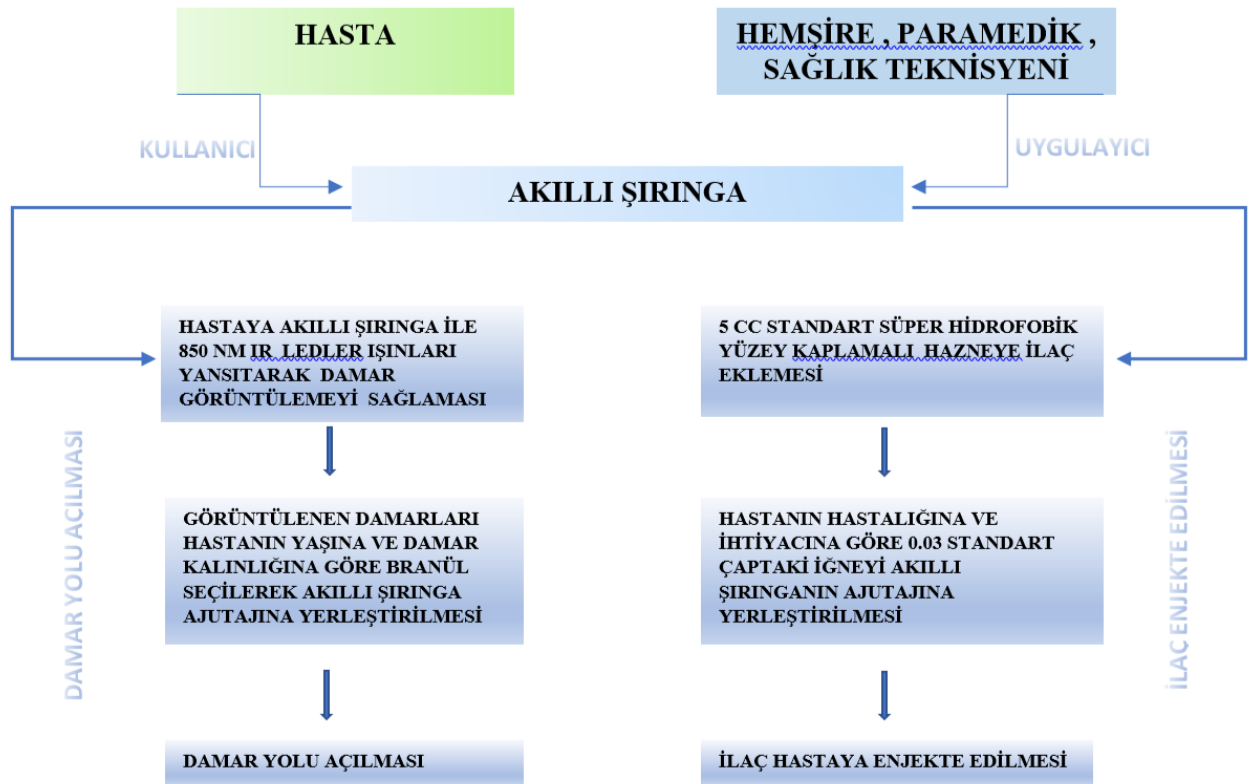 HASTA
HEMŞİRE , PARAMEDİK ,
SAĞLIK TEKNİSYENİ
KULLANICI
UYGULAYICI
AKILLI ŞIRINGA
HASTAYA AKILLI ŞIRINGA İLE
850 NM IR LEDLER IŞINLARI
YANSITARAK DAMAR
GÖRÜNTÜLEMEYİ SAĞLAMASI
5 CC STANDART SÜPER HİDROFOBİK
YÜZEY KAPLAMALI HAZNEYE İLAÇ
EKLEMESİ
DAMAR YOLU AÇILMASI
İLAÇ ENJEKTE EDİLMESİ
GÖRÜNTÜLENEN DAMARLARI
HASTANIN YAŞINA VE DAMAR
KALINLIĞINA GÖRE BRANÜL
SEÇİLEREK AKILLI ŞIRINGA
AJUTAJINA YERLEŞTİRİLMESİ
HASTANIN HASTALIĞINA VE
İHTİYACINA GÖRE 0.03 STANDART
ÇAPTAKİ İĞNEYİ AKILLI
ŞIRINGANIN AJUTAJINA
YERLEŞTİRİLMESİ
DAMAR YOLU AÇILMASI
İLAÇ HASTAYA ENJEKTE EDİLMESİ